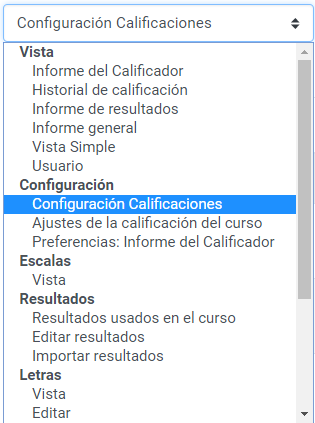 Configuración Calificaciones
Vista
Informe del Calificador
Historial de calificación
Informe de resultados
Informe general
Vista Simple
Usuario
Configuración
Configuración Calificaciones
Ajustes de la calificación del curso
Preferencias: Informe del Calificador
Escalas
Vista
Resultados
Resultados usados en el curso
Editar resultados
Importar resultados
Letras
Vista
Editar